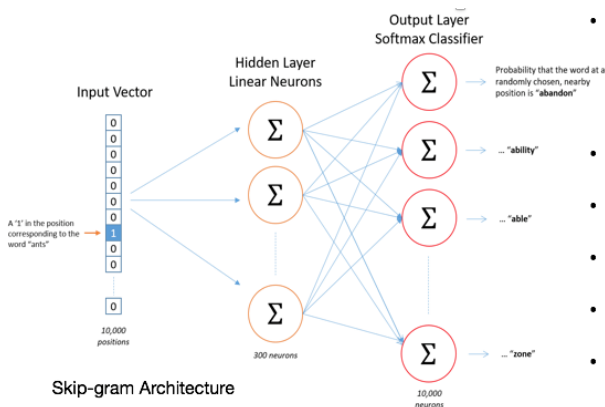 Output Layer
Softmax Classifier
Hidden Layer
Linear Neurons
Input Vector
0
0
0
0
0
0
0
1
0
0
0
A '1' in the position
corresponding to the
word "ants"
10,000
positions
Σ
Σ
Σ
300 neurons
Σ
Σ
Σ
Σ
10,000
neurons
Probability that the word at a
randomly chosen, nearby
position is "abandon"
... "ability"
... "able"
... "zone"
Skip-gram Architecture